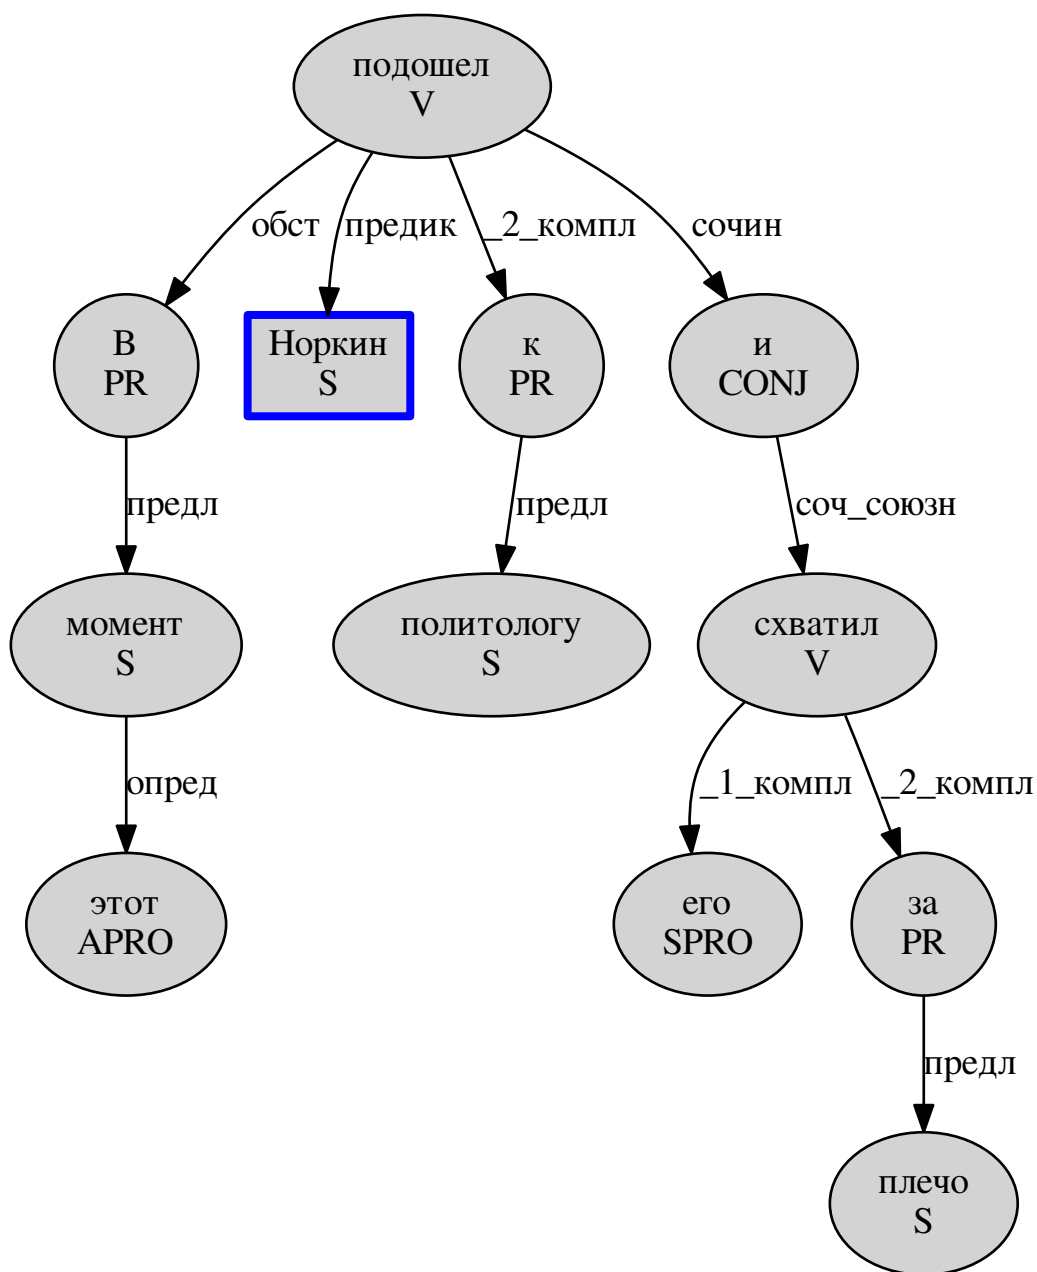 подошел
V
обст
предик
_2_компл
сочин
В
PR
Норкин
S
к
PR
и
CONJ
предл
предл
соч_союзн
момент
S
политологу
S
схватил
V
опред
_1_компл
_2_компл
этот
APRO
его
SPRO
за
PR
предл
плечо
S